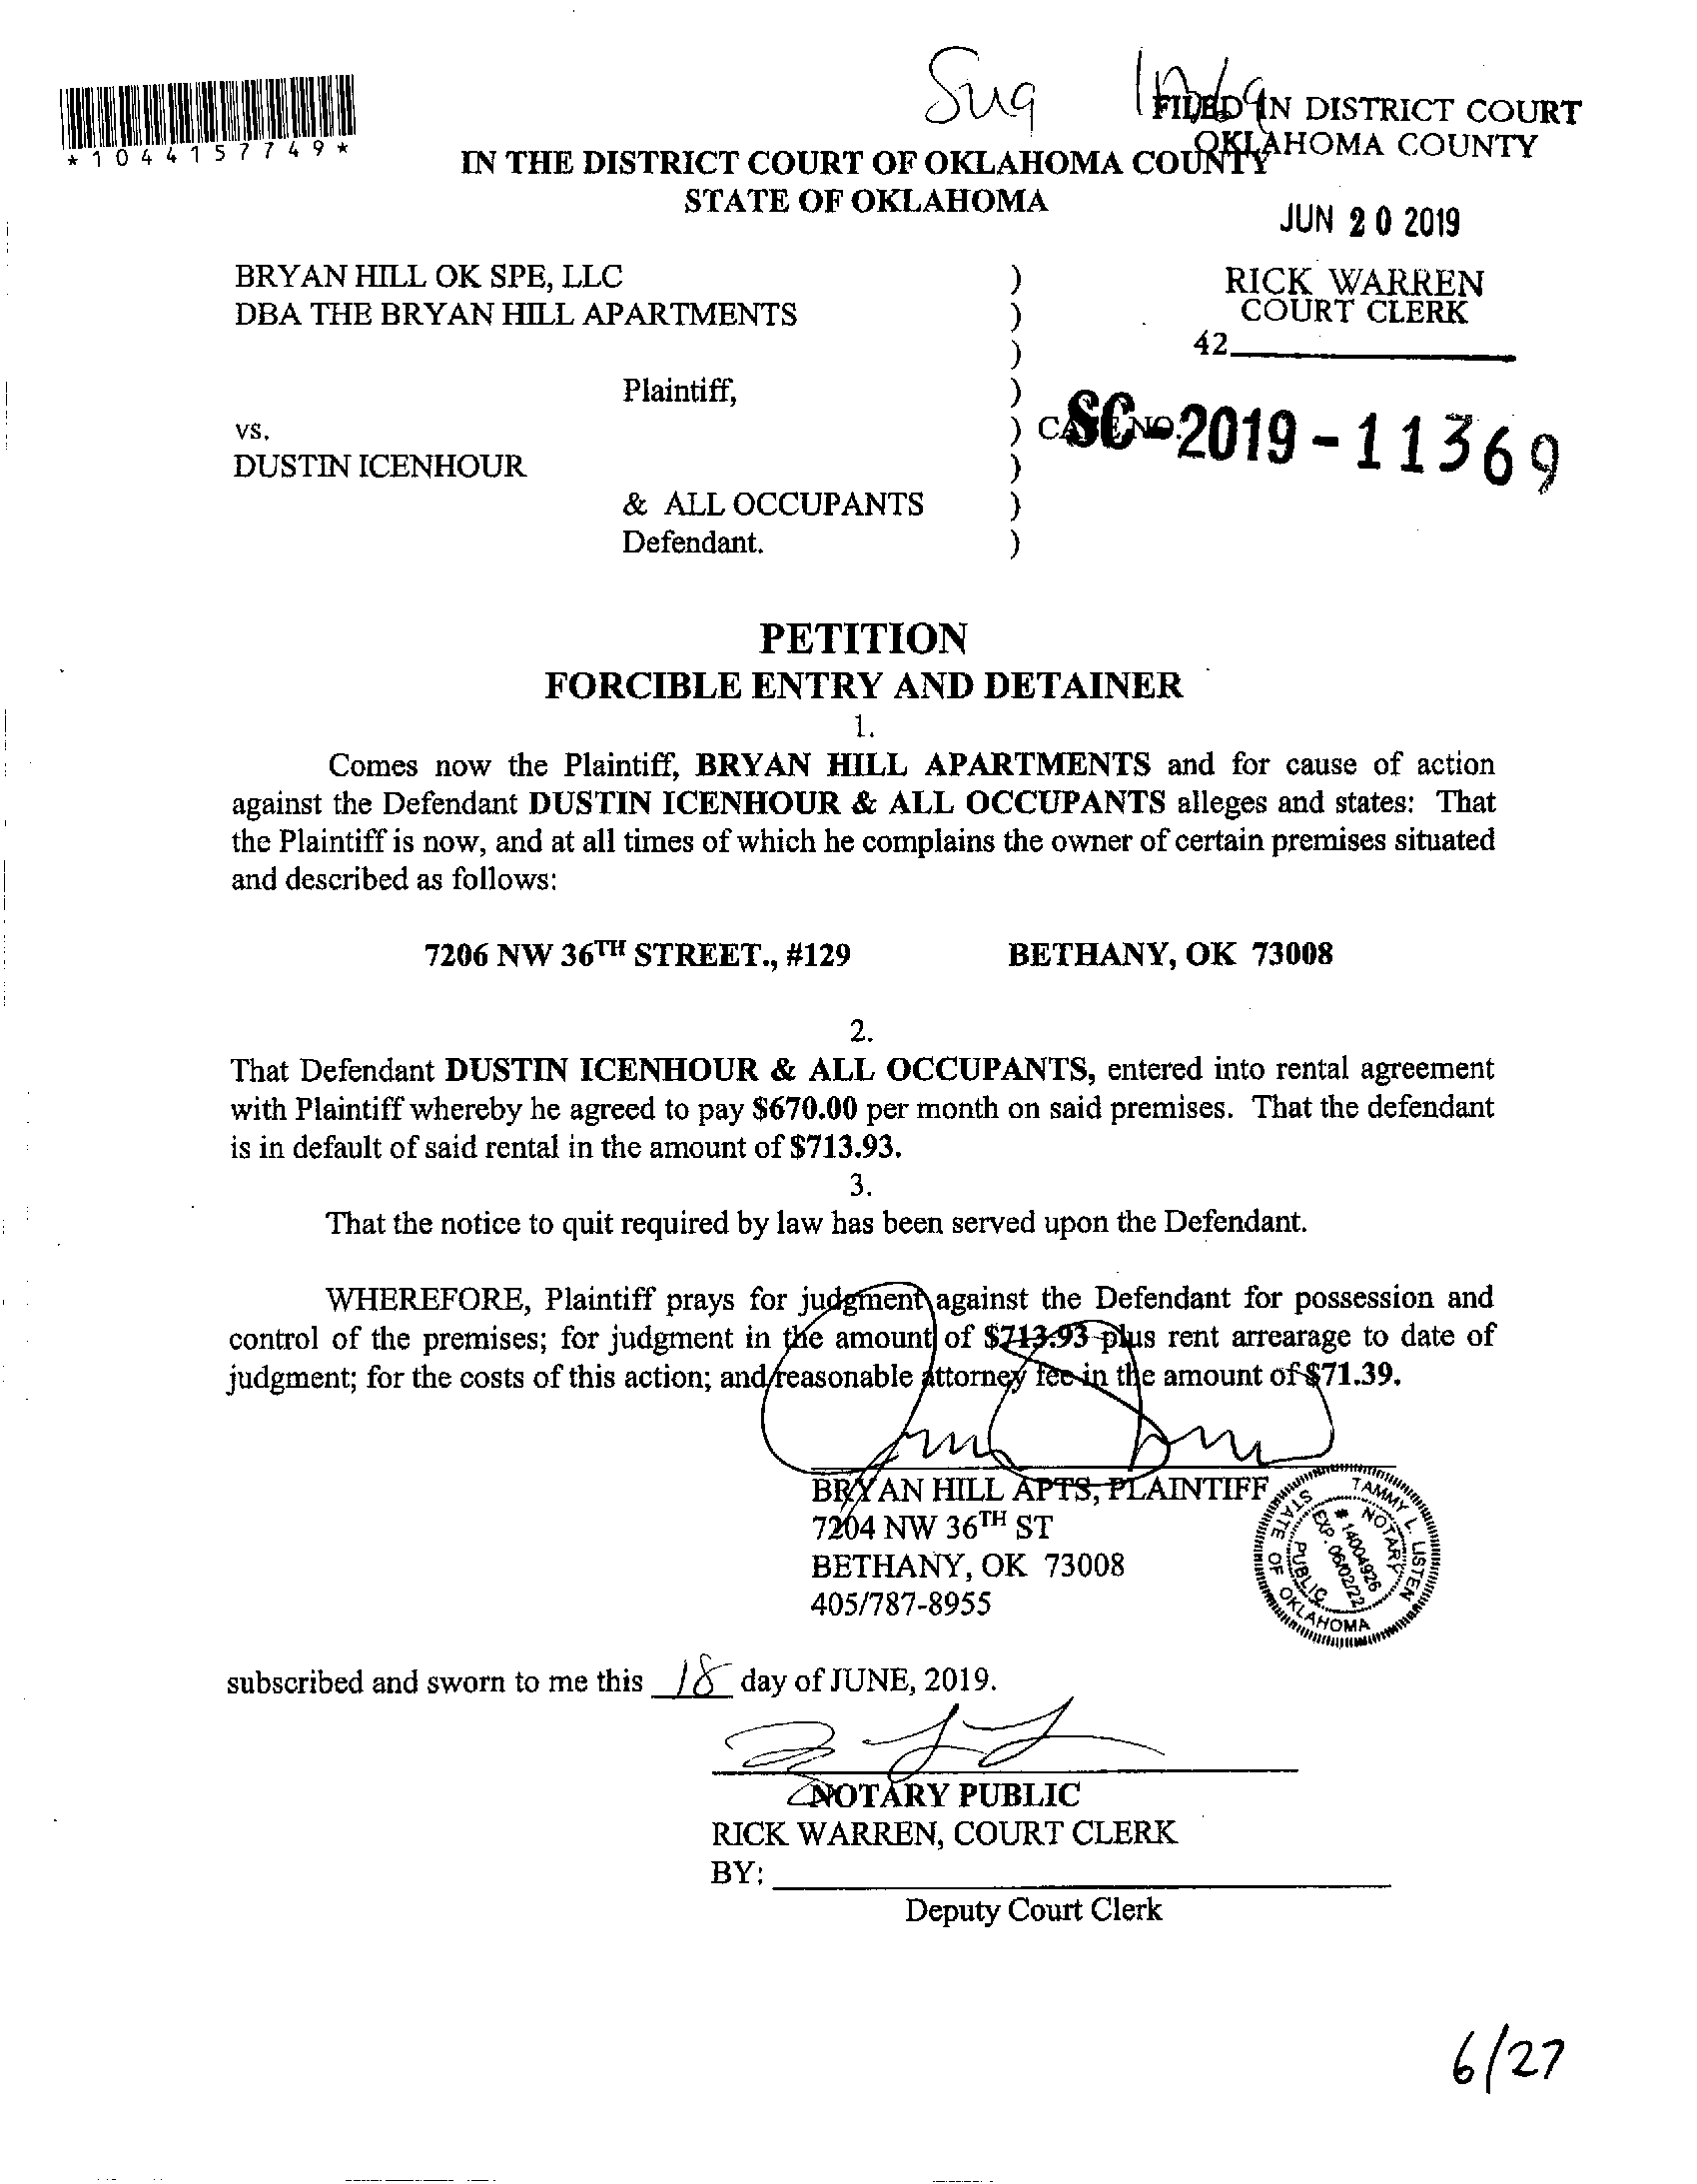 Sug
*1044157749*
FILED IN DISTRICT COURT
OKLAHOMA COUNTY
IN THE DISTRICT COURT OF OKLAHOMA COUNTY
STATE OF OKLAHOMA
JUN 20 2019
RICK WARREN
COURT CLERK
42
BRYAN HILL OK SPE, LLC )
DBA THE BRYAN HILL APARTMENTS )
)
Plaintiff, )
vs. ) CASE NO. SC-2019-11369
DUSTIN ICENHOUR )
& ALL OCCUPANTS )
Defendant. )
PETITION
FORCIBLE ENTRY AND DETAINER
1.
Comes now the Plaintiff, BRYAN HILL APARTMENTS and for cause of action
against the Defendant DUSTIN ICENHOUR & ALL OCCUPANTS alleges and states: That
the Plaintiff is now, and at all times of which he complains the owner of certain premises situated
and described as follows:
7206 NW 36TH STREET., #129 BETHANY, OK 73008
2.
That Defendant DUSTIN ICENHOUR & ALL OCCUPANTS, entered into rental agreement
with Plaintiff whereby he agreed to pay $670.00 per month on said premises. That the defendant
is in default of said rental in the amount of $713.93.
3.
That the notice to quit required by law has been served upon the Defendant.
WHEREFORE, Plaintiff prays for judgment against the Defendant for possession and
control of the premises; for judgment in the amount of $713.93 plus rent arrearage to date of
judgment; for the costs of this action; and reasonable attorney fee in the amount of $71.39.
BRYAN HILL APTS, PLAINTIFF
7204 NW 36TH ST
BETHANY, OK 73008
405/787-8955
TAMMY L. LISTEN
NOTARY PUBLIC
# 14004926
EXP. 06/02/22
STATE OF OKLAHOMA
subscribed and sworn to me this 18 day of JUNE, 2019.
NOTARY PUBLIC
RICK WARREN, COURT CLERK
BY:
Deputy Court Clerk
6/27